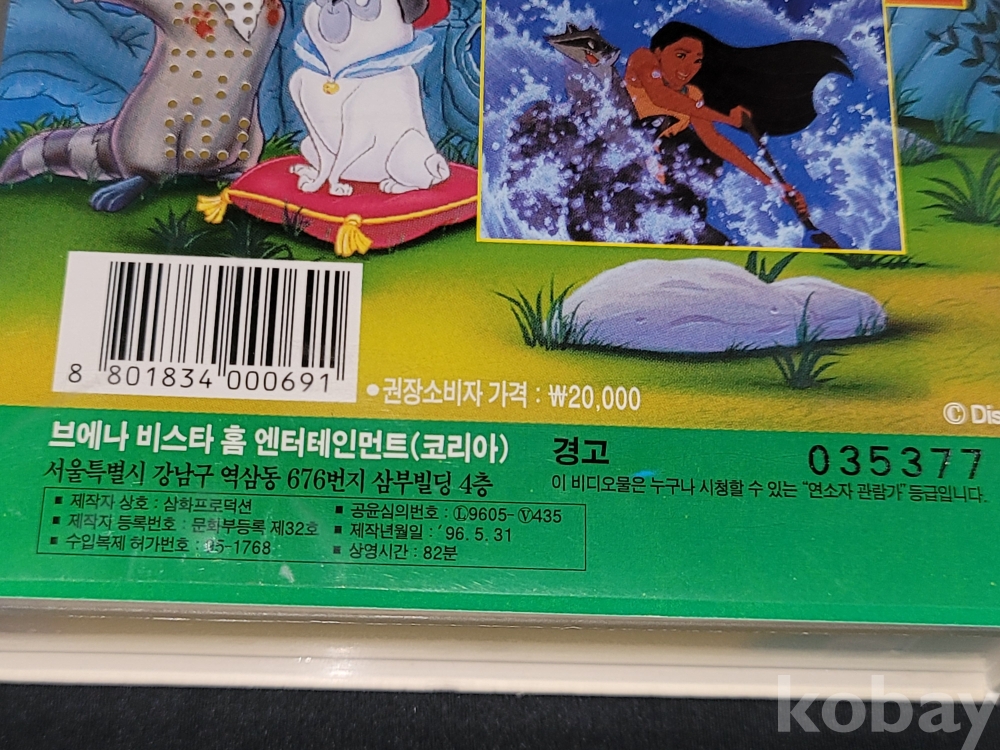 8 801834 000691
• 권장소비자 가격 : ₩20,000
© Dis
브에나 비스타 홈 엔터테인먼트(코리아)
서울특별시 강남구 역삼동 676번지 삼부빌딩 4층
■ 제작자 상호 : 삼화프로덕션
■ 제작자 등록번호 : 문화부등록 제32호
■ 수입복제 허가번호 : 95-1768
■ 공윤심의번호 : Ⓛ9605-Ⓥ435
■ 제작년월일 : '96. 5. 31
■ 상영시간 : 82분
경고
035377
이 비디오물은 누구나 시청할 수 있는 "연소자 관람가" 등급입니다.
kobay